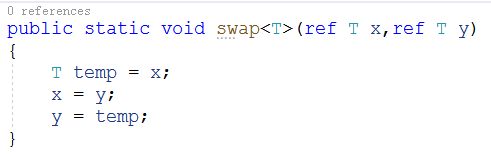 0 references
public static void swap<T>(ref T x,ref T y)
{
    T temp = x;
    x = y;
    y = temp;
}